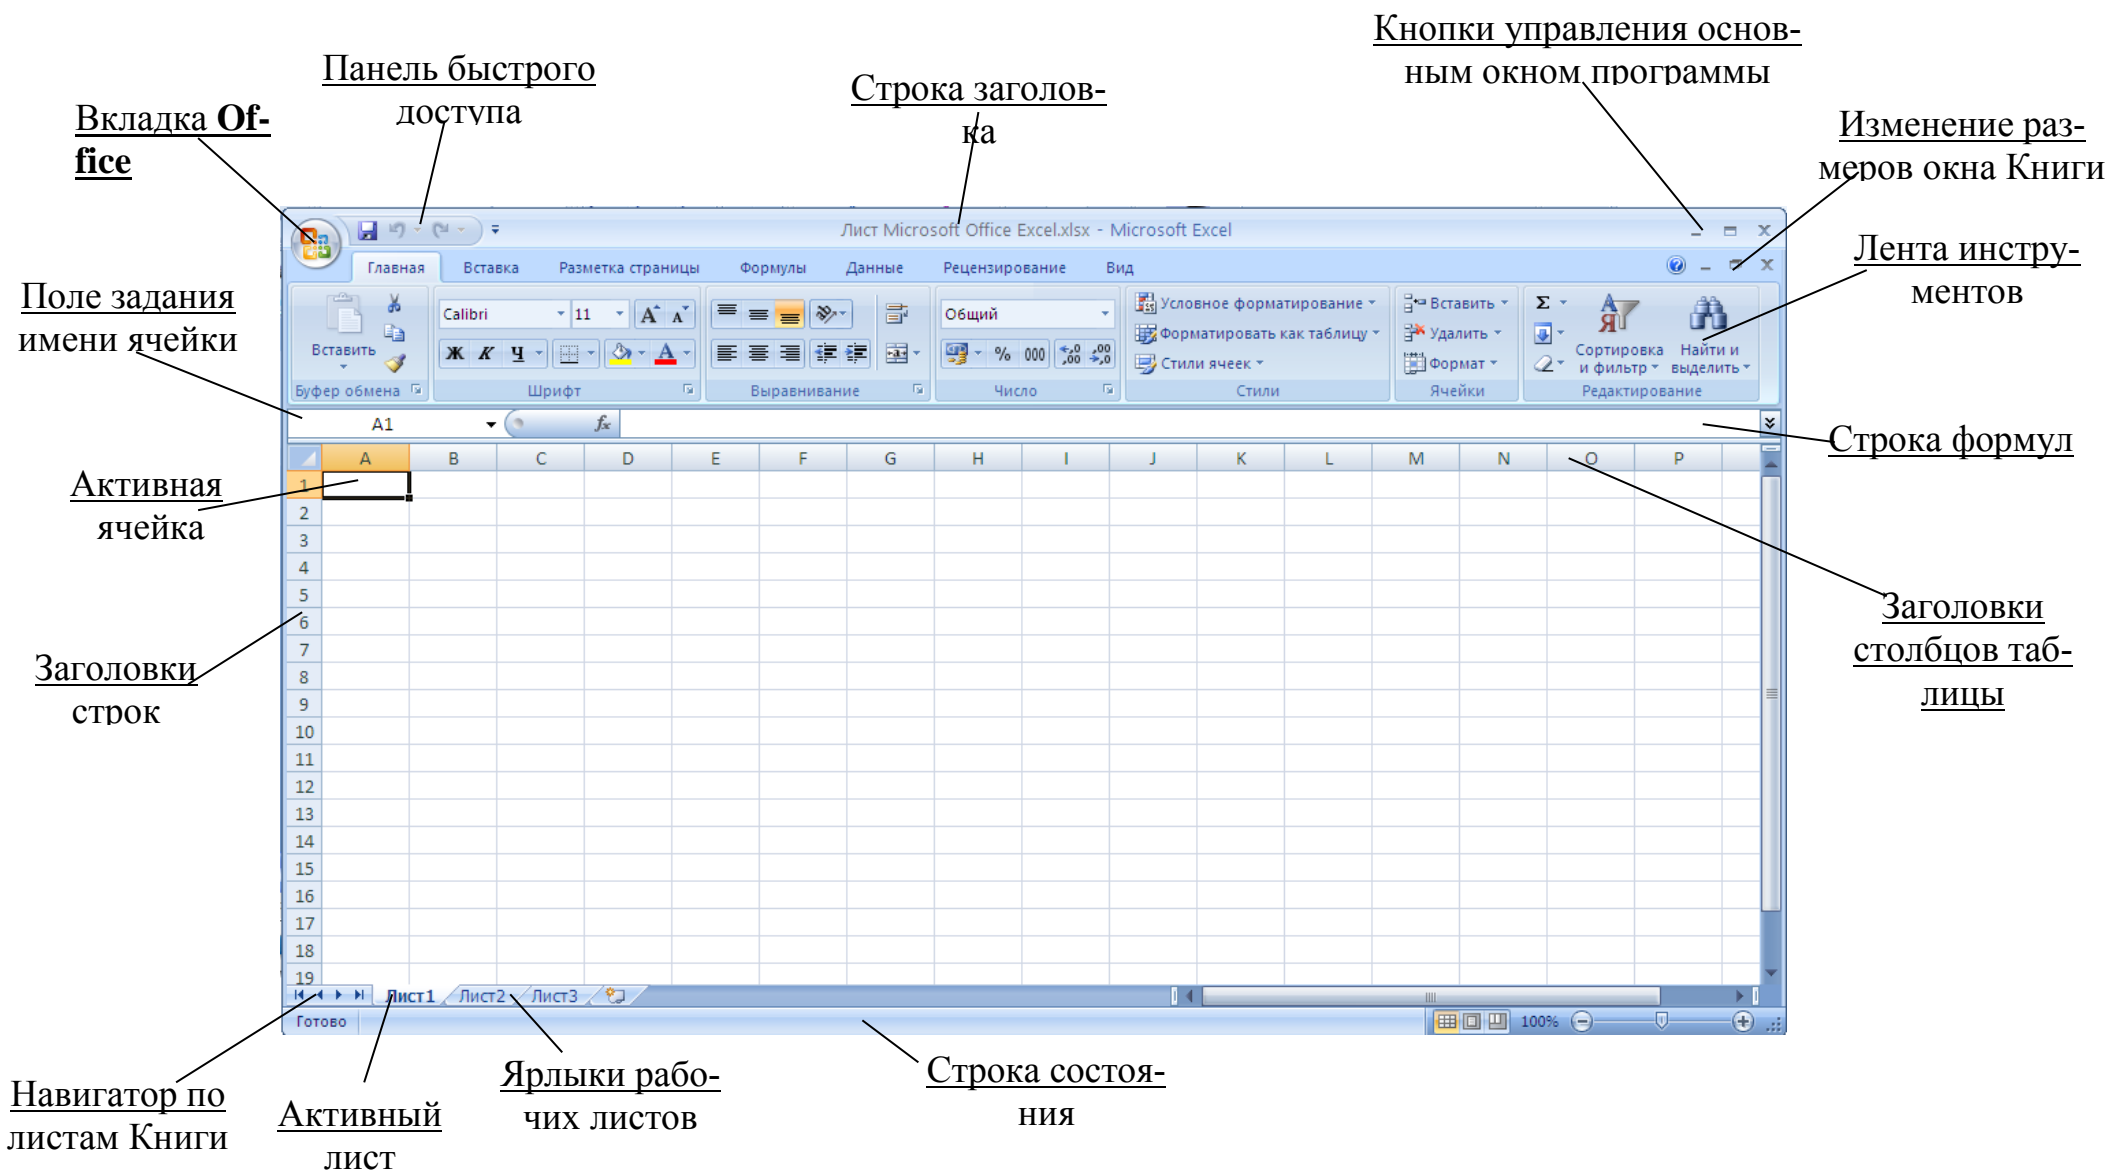 Кнопки управления основ-
ным окном программы
Панель быстрого
доступа
Строка заголов-
ка
Вкладка Of-
fice
Изменение раз-
меров окна Книги
Лист Microsoft Office Excel.xlsx - Microsoft Excel
Главная Вставка Разметка страницы Формулы Данные Рецензирование Вид
Лента инстру-
ментов
Поле задания
имени ячейки
Calibri 11 Общий
Условное форматирование
Вставить
Σ
Форматировать как таблицу
Удалить
Вставить
Ж К Ч А % 000
Стили ячеек
Формат
Сортировка
и фильтр
Найти и
выделить
Буфер обмена Шрифт Выравнивание Число Стили Ячейки Редактирование
A1 fx
Строка формул
A B C D E F G H I J K L M N O P
Активная
ячейка
1
2
3
4
5
6
7
8
9
10
11
12
13
14
15
16
17
18
19
Заголовки
строк
Заголовки
столбцов таб-
лицы
Лист1 Лист2 Лист3
Готово 100%
Навигатор по
листам Книги
Активный
лист
Ярлыки рабо-
чих листов
Строка состоя-
ния